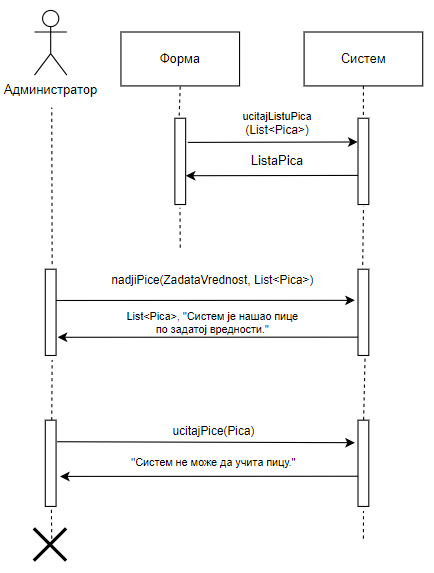 Форма
Систем
Администратор
ucitajListuPica
(List<Pica>)
ListaPica
nadjiPice(ZadataVrednost, List<Pica>)
List<Pica>, "Систем је нашао пице
по задатој вредности."
ucitajPice(Pica)
"Систем не може да учита пицу."